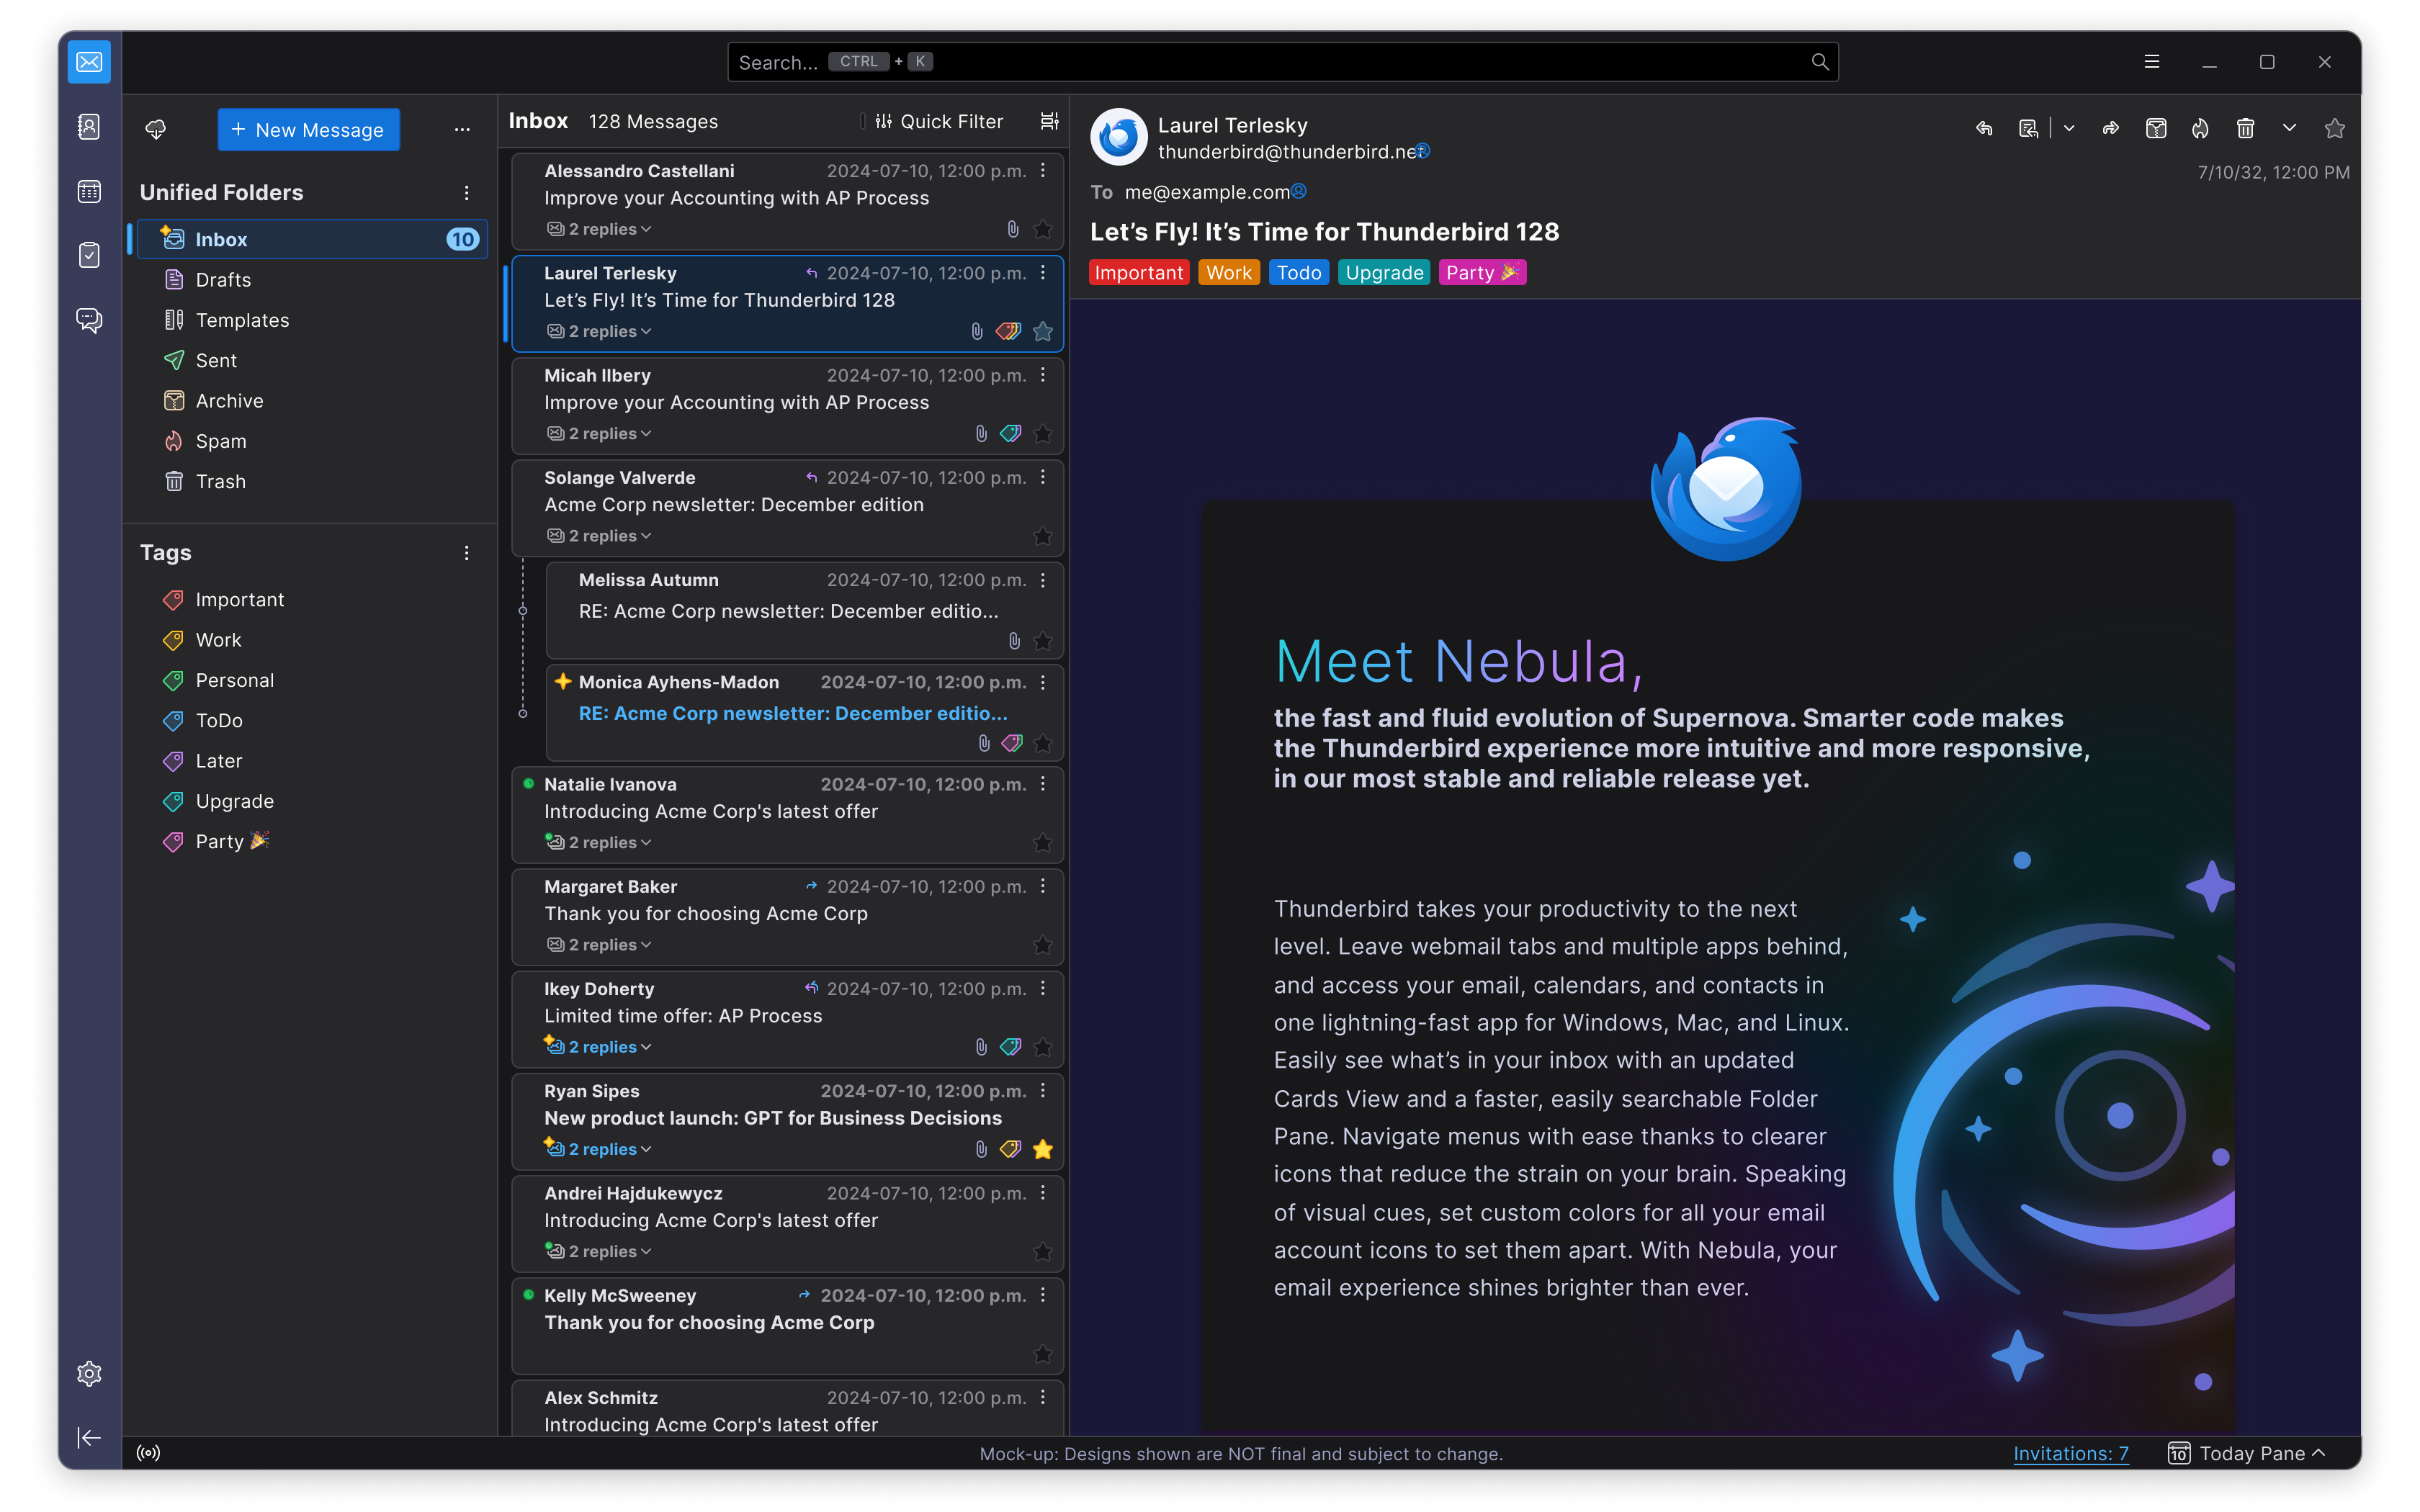 Search... CTRL + K
+ New Message
Unified Folders
Inbox 10
Drafts
Templates
Sent
Archive
Spam
Trash
Tags
Important
Work
Personal
ToDo
Later
Upgrade
Party 🎉
Inbox 128 Messages Quick Filter
Alessandro Castellani 2024-07-10, 12:00 p.m.
Improve your Accounting with AP Process
2 replies
Laurel Terlesky 2024-07-10, 12:00 p.m.
Let’s Fly! It’s Time for Thunderbird 128
2 replies
Micah Ilbery 2024-07-10, 12:00 p.m.
Improve your Accounting with AP Process
2 replies
Solange Valverde 2024-07-10, 12:00 p.m.
Acme Corp newsletter: December edition
2 replies
Melissa Autumn 2024-07-10, 12:00 p.m.
RE: Acme Corp newsletter: December editio...
Monica Ayhens-Madon 2024-07-10, 12:00 p.m.
RE: Acme Corp newsletter: December editio...
Natalie Ivanova 2024-07-10, 12:00 p.m.
Introducing Acme Corp's latest offer
2 replies
Margaret Baker 2024-07-10, 12:00 p.m.
Thank you for choosing Acme Corp
2 replies
Ikey Doherty 2024-07-10, 12:00 p.m.
Limited time offer: AP Process
2 replies
Ryan Sipes 2024-07-10, 12:00 p.m.
New product launch: GPT for Business Decisions
2 replies
Andrei Hajdukewycz 2024-07-10, 12:00 p.m.
Introducing Acme Corp's latest offer
2 replies
Kelly McSweeney 2024-07-10, 12:00 p.m.
Thank you for choosing Acme Corp
Alex Schmitz 2024-07-10, 12:00 p.m.
Introducing Acme Corp's latest offer
Laurel Terlesky
thunderbird@thunderbird.net
7/10/32, 12:00 PM
To me@example.com
Let’s Fly! It’s Time for Thunderbird 128
Important Work Todo Upgrade Party 🎉
Meet Nebula,
the fast and fluid evolution of Supernova. Smarter code makes
the Thunderbird experience more intuitive and more responsive,
in our most stable and reliable release yet.
Thunderbird takes your productivity to the next
level. Leave webmail tabs and multiple apps behind,
and access your email, calendars, and contacts in
one lightning-fast app for Windows, Mac, and Linux.
Easily see what’s in your inbox with an updated
Cards View and a faster, easily searchable Folder
Pane. Navigate menus with ease thanks to clearer
icons that reduce the strain on your brain. Speaking
of visual cues, set custom colors for all your email
account icons to set them apart. With Nebula, your
email experience shines brighter than ever.
Mock-up: Designs shown are NOT final and subject to change.
Invitations: 7
10 Today Pane